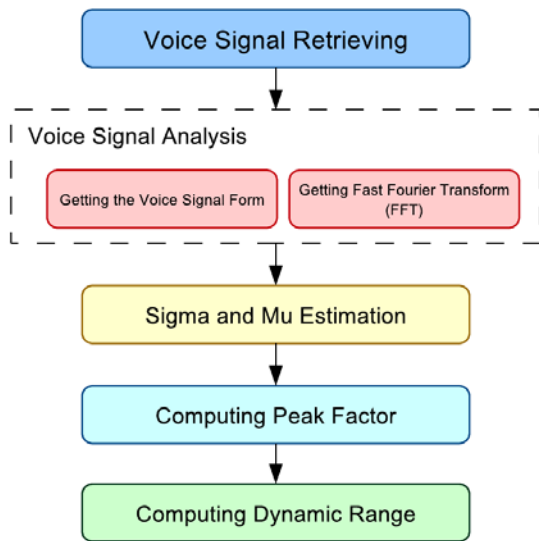 Voice Signal Retrieving
Voice Signal Analysis
Getting the Voice Signal Form
Getting Fast Fourier Transform
(FFT)
Sigma and Mu Estimation
Computing Peak Factor
Computing Dynamic Range